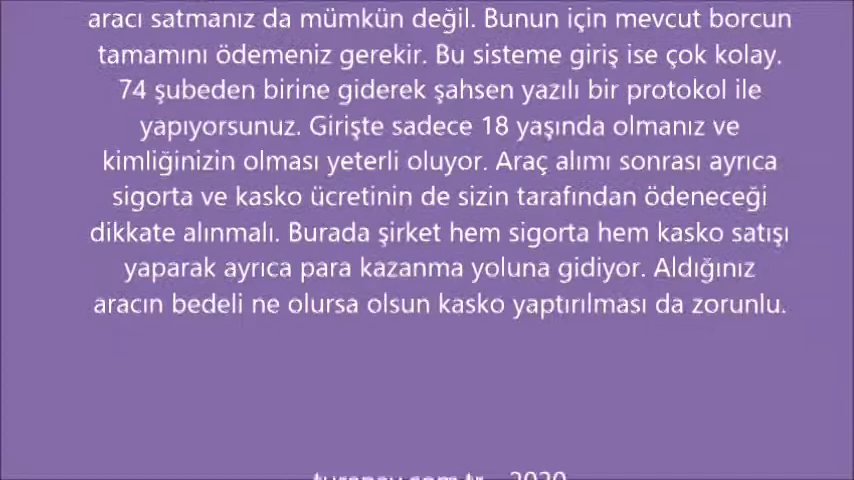 aracı satmanız da mümkün değil. Bunun için mevcut borcun
tamamını ödemeniz gerekir. Bu sisteme giriş ise çok kolay.
74 şubeden birine giderek şahsen yazılı bir protokol ile
yapıyorsunuz. Girişte sadece 18 yaşında olmanız ve
kimliğinizin olması yeterli oluyor. Araç alımı sonrası ayrıca
sigorta ve kasko ücretinin de sizin tarafından ödeneceği
dikkate alınmalı. Burada şirket hem sigorta hem kasko satışı
yaparak ayrıca para kazanma yoluna gidiyor. Aldığınız
aracın bedeli ne olursa olsun kasko yaptırılması da zorunlu.
2020